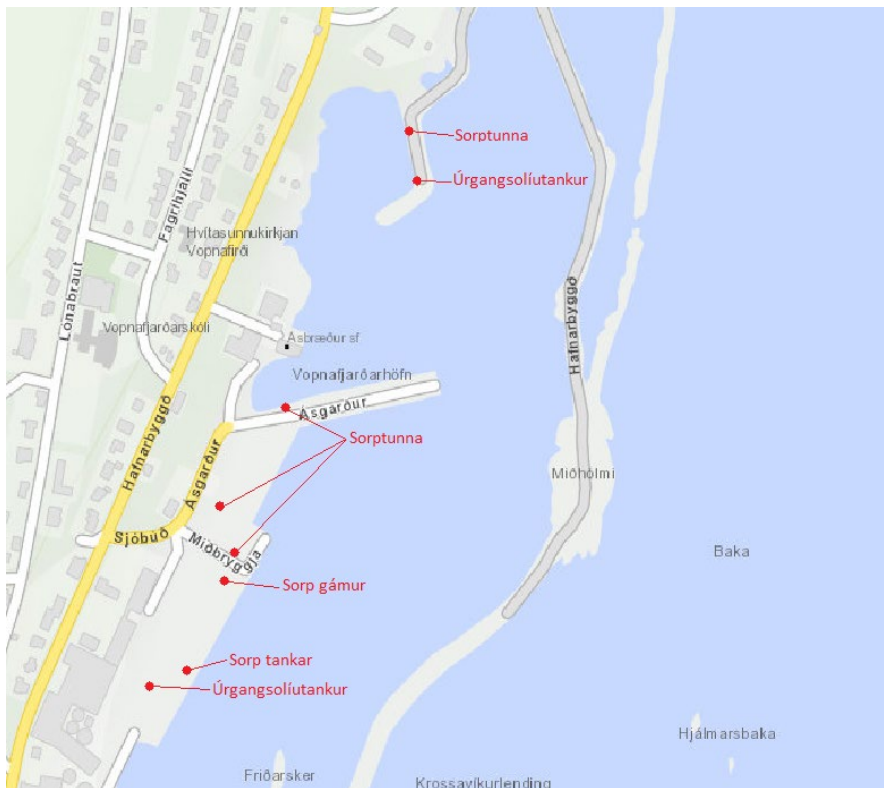 Sorptunna
Úrgangsolíutankur
Fagrihjalli
Hvítasunnukirkjan
Vopnafirði
Lónabraut
Vopnafjarðarskóli
Ásbræður sf
Hafnarbyggð
Vopnafjarðarhöfn
Ásgarður
Sorptunna
Hafnarbyggð
Ásgarður
Miðhólmi
Sjóbúð
Miðbryggja
Baka
Sorp gámur
Sorp tankar
Úrgangsolíutankur
Hjálmarsbaka
Friðarsker
Krossavíkurlending